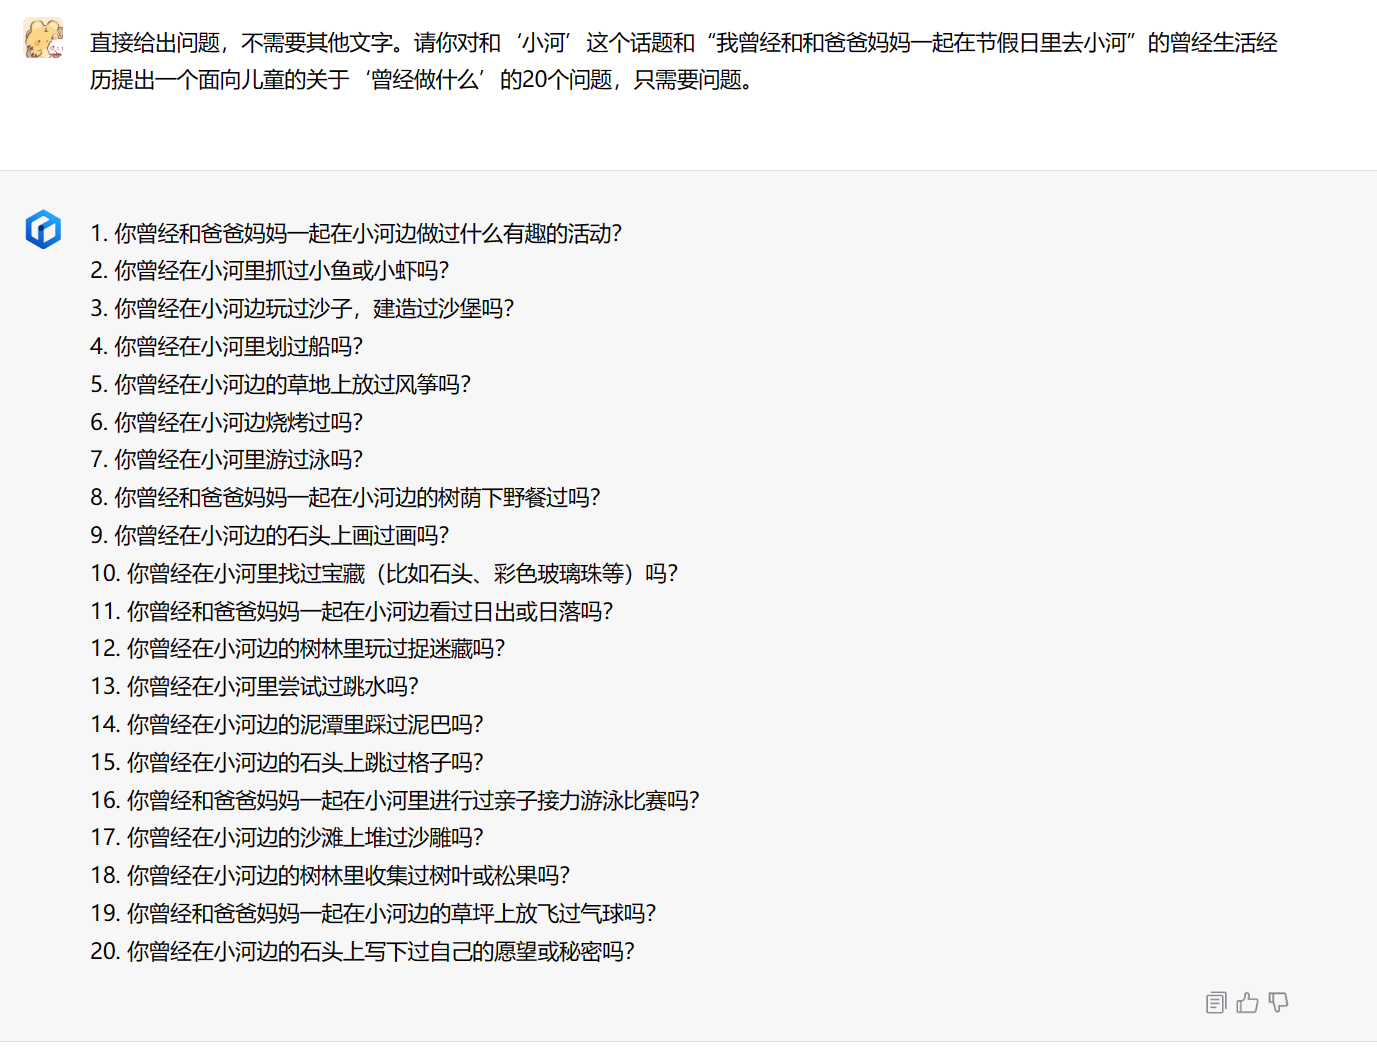 直接给出问题，不需要其他文字。请你对和‘小河’这个话题和“我曾经和和爸爸妈妈一起在节假日里去小河”的曾经生活经
历提出一个面向儿童的关于‘曾经做什么’的20个问题，只需要问题。
1. 你曾经和爸爸妈妈一起在小河边做过什么有趣的活动？
2. 你曾经在小河里抓过小鱼或小虾吗？
3. 你曾经在小河边玩过沙子，建造过沙堡吗？
4. 你曾经在小河里划过船吗？
5. 你曾经在小河边的草地上放过风筝吗？
6. 你曾经在小河边烧烤过吗？
7. 你曾经在小河里游过泳吗？
8. 你曾经和爸爸妈妈一起在小河边的树荫下野餐过吗？
9. 你曾经在小河边的石头上画过画吗？
10. 你曾经在小河里找过宝藏（比如石头、彩色玻璃珠等）吗？
11. 你曾经和爸爸妈妈一起在小河边看过日出或日落吗？
12. 你曾经在小河边的树林里玩过捉迷藏吗？
13. 你曾经在小河里尝试过跳水吗？
14. 你曾经在小河边的泥潭里踩过泥巴吗？
15. 你曾经在小河边的石头上跳过格子吗？
16. 你曾经和爸爸妈妈一起在小河里进行过亲子接力游泳比赛吗？
17. 你曾经在小河边的沙滩上堆过沙雕吗？
18. 你曾经在小河边的树林里收集过树叶或松果吗？
19. 你曾经和爸爸妈妈一起在小河边的草坪上放飞过气球吗？
20. 你曾经在小河边的石头上写下过自己的愿望或秘密吗？